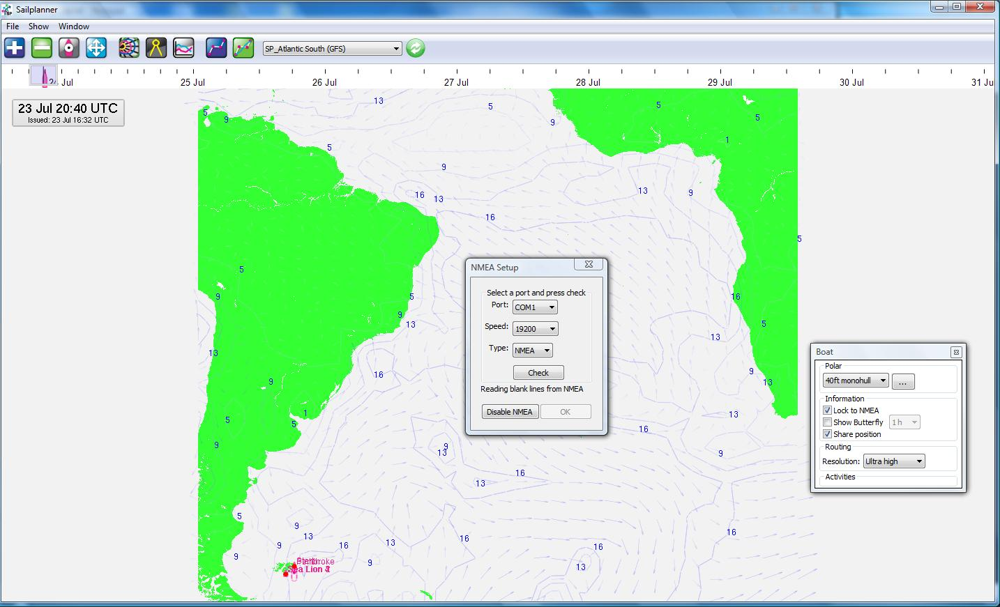 Sailplanner
File Show Window
SP_Atlantic South (GFS)
Jul 25 Jul 26 Jul 27 Jul 28 Jul 29 Jul 30 Jul 31 Ju
23 Jul 20:40 UTC
Issued: 23 Jul 16:32 UTC
13
5 5
5 9 9 5
1
5
9
16 13 13 9
16
5
5
9 5 16
9 13 5
13
13
16 9
9 13
1 13
5 5
16
9 9
13 9
16
13
5
9
13 16
9 16 13 16 16
9 9
13
Pembroke
Sea Lion
NMEA Setup
Select a port and press check
Port: COM1
Speed: 19200
Type: NMEA
Check
Reading blank lines from NMEA
Disable NMEA OK
Boat
Polar
40ft monohull ...
Information
Lock to NMEA
Show Butterfly 1 h
Share position
Routing
Resolution: Ultra high
Activities